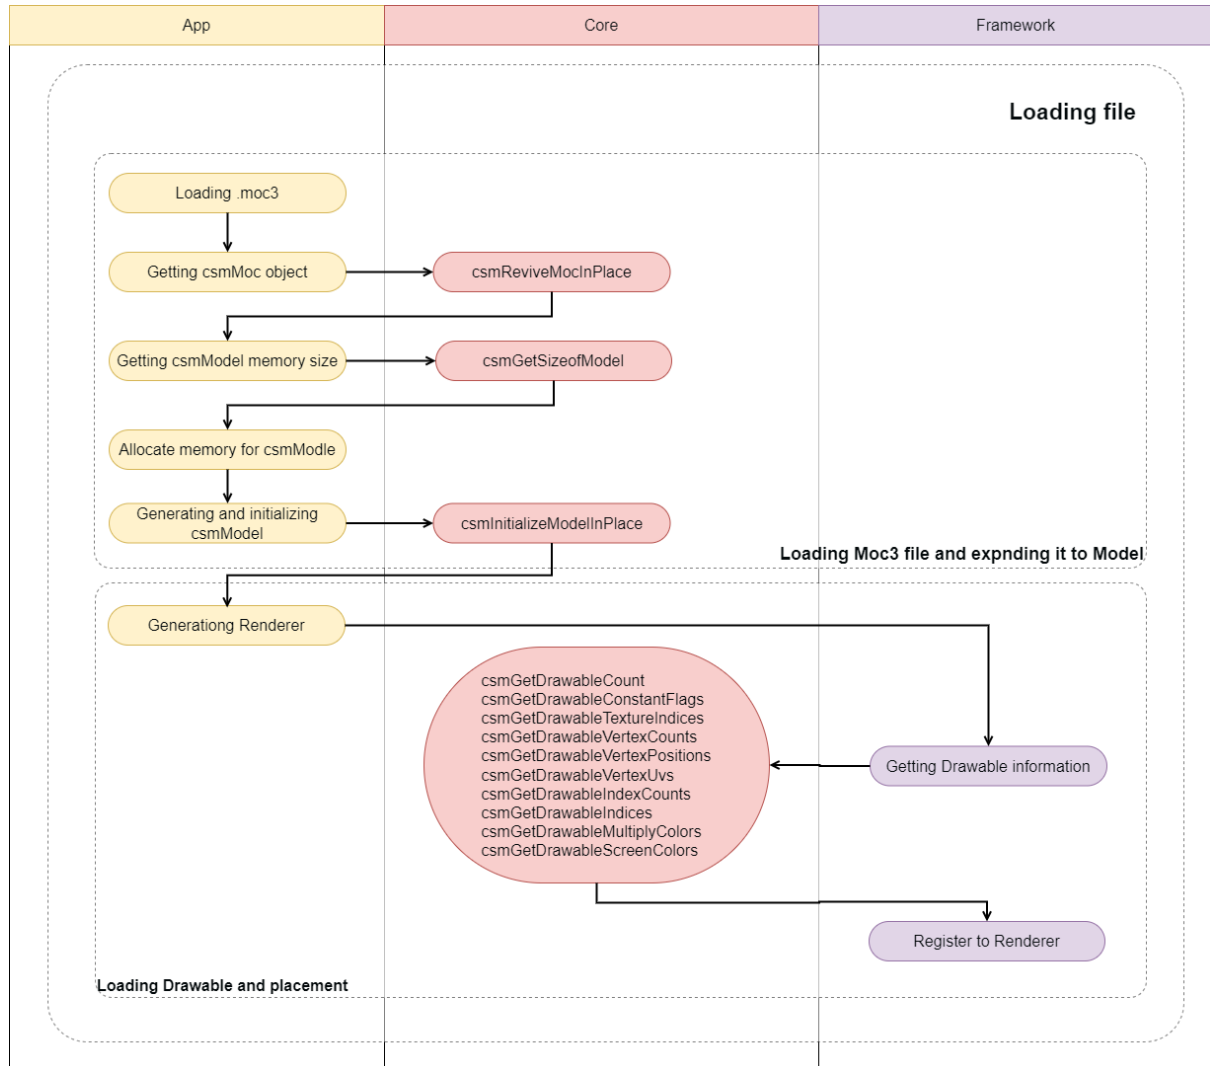 App
Core
Framework
Loading file
Loading .moc3
Getting csmMoc object
csmReviveMocInPlace
Getting csmModel memory size
csmGetSizeofModel
Allocate memory for csmModle
Generating and initializing
csmModel
csmInitializeModelInPlace
Loading Moc3 file and expnding it to Model
Generationg Renderer
csmGetDrawableCount
csmGetDrawableConstantFlags
csmGetDrawableTextureIndices
csmGetDrawableVertexCounts
csmGetDrawableVertexPositions
csmGetDrawableVertexUvs
csmGetDrawableIndexCounts
csmGetDrawableIndices
csmGetDrawableMultiplyColors
csmGetDrawableScreenColors
Getting Drawable information
Register to Renderer
Loading Drawable and placement